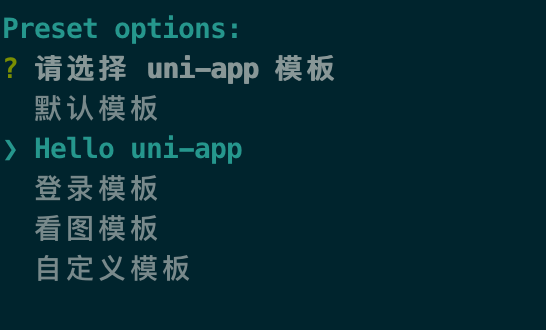 Preset options:
? 请选择 uni-app 模板
默认模板
❯ Hello uni-app
登录模板
看图模板
自定义模板